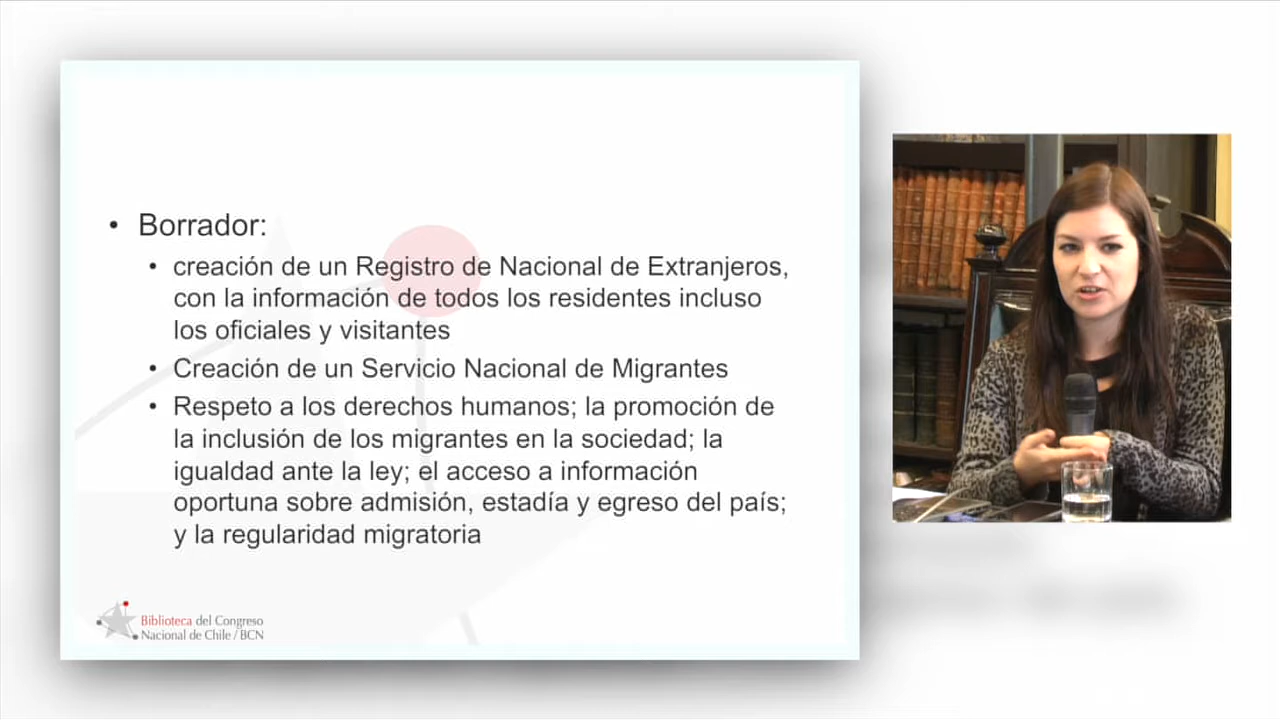 • Borrador:
• creación de un Registro de Nacional de Extranjeros,
con la información de todos los residentes incluso
los oficiales y visitantes
• Creación de un Servicio Nacional de Migrantes
• Respeto a los derechos humanos; la promoción de
la inclusión de los migrantes en la sociedad; la
igualdad ante la ley; el acceso a información
oportuna sobre admisión, estadía y egreso del país;
y la regularidad migratoria
Biblioteca del Congreso
Nacional de Chile / BCN